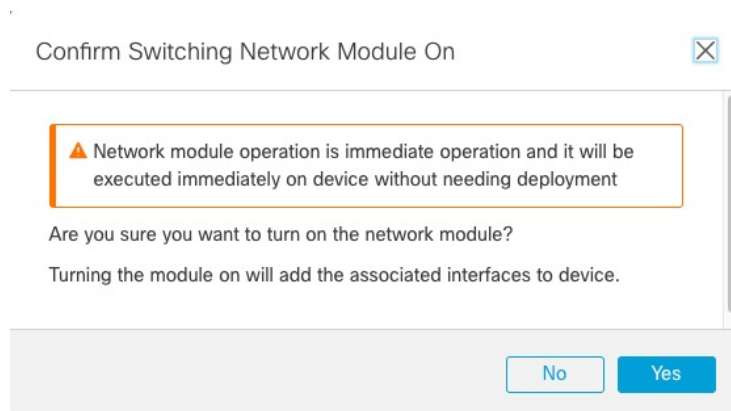 Confirm Switching Network Module On
Network module operation is immediate operation and it will be
executed immediately on device without needing deployment
Are you sure you want to turn on the network module?
Turning the module on will add the associated interfaces to device.
No
Yes